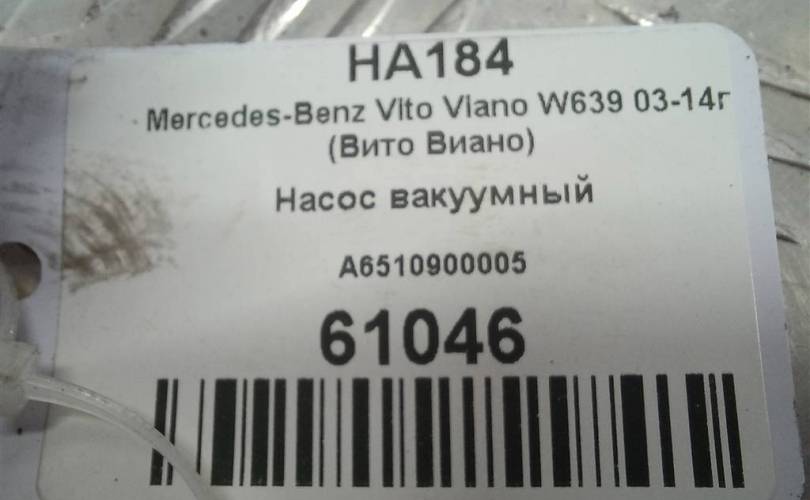 HA184
Mercedes-Benz Vito Viano W639 03-14г
(Вито Виано)
Насос вакуумный
A6510900005
61046